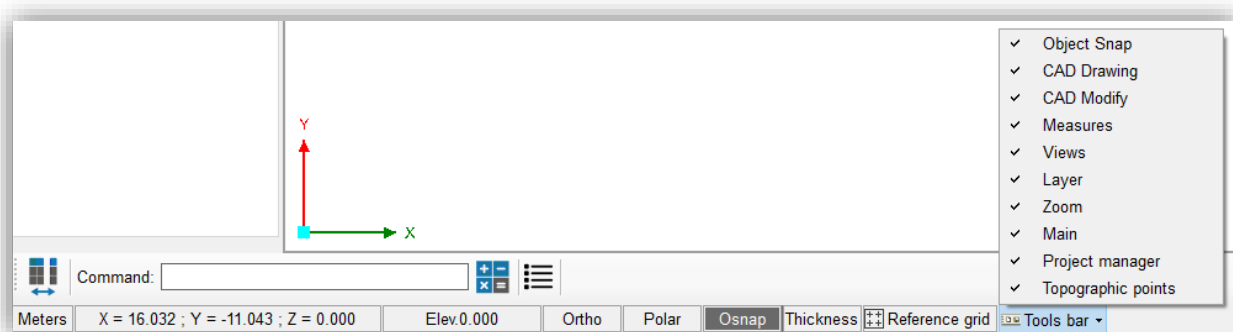 Object Snap
CAD Drawing
CAD Modify
Measures
Views
Layer
Zoom
Main
Project manager
Topographic points
Y
X
Command:
Meters X = 16.032 ; Y = -11.043 ; Z = 0.000 Elev.0.000 Ortho Polar Osnap Thickness Reference grid Tools bar